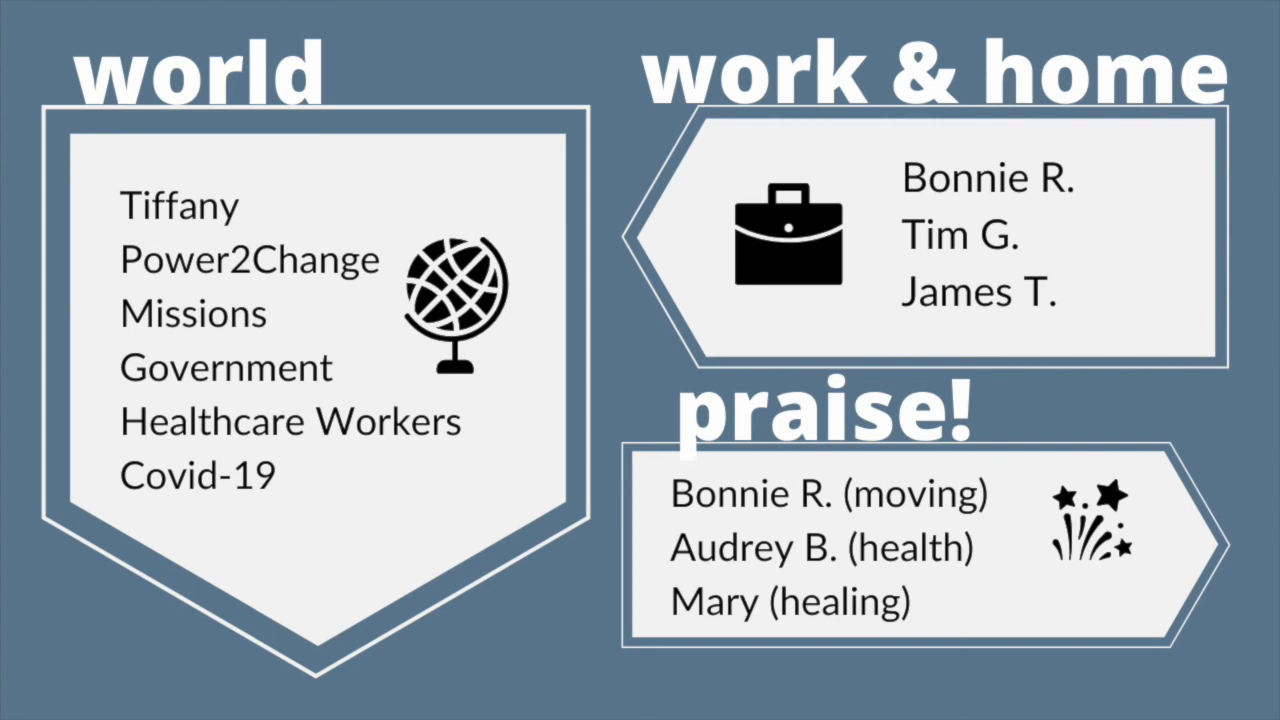 world
Tiffany
Power2Change
Missions
Government
Healthcare Workers
Covid-19
work & home
Bonnie R.
Tim G.
James T.
praise!
Bonnie R. (moving)
Audrey B. (health)
Mary (healing)